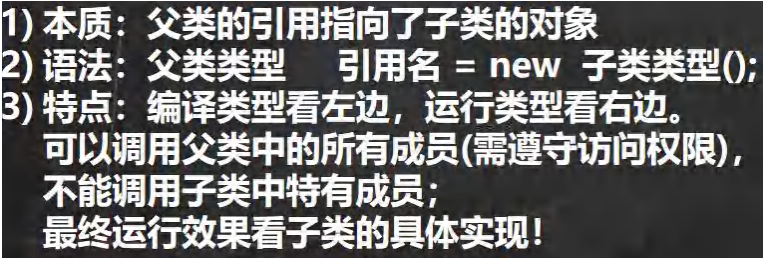 1) 本质：父类的引用指向了子类的对象
2) 语法：父类类型 引用名 = new 子类类型();
3) 特点：编译类型看左边，运行类型看右边。
可以调用父类中的所有成员(需遵守访问权限)，
不能调用子类中特有成员；
最终运行效果看子类的具体实现！